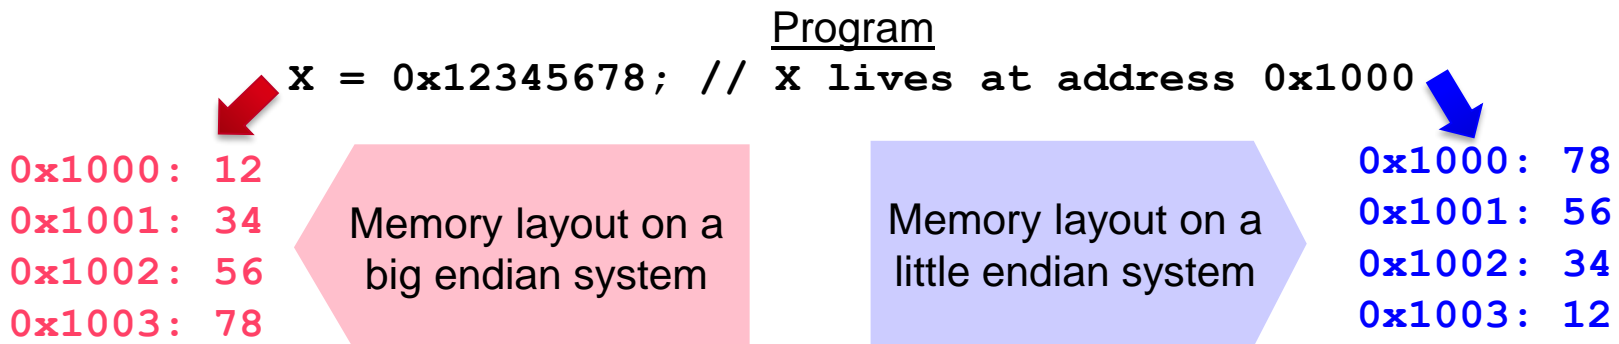 Program
X = 0x12345678; // X lives at address 0x1000
0x1000: 12
0x1001: 34
0x1002: 56
0x1003: 78
Memory layout on a
big endian system
Memory layout on a
little endian system
0x1000: 78
0x1001: 56
0x1002: 34
0x1003: 12